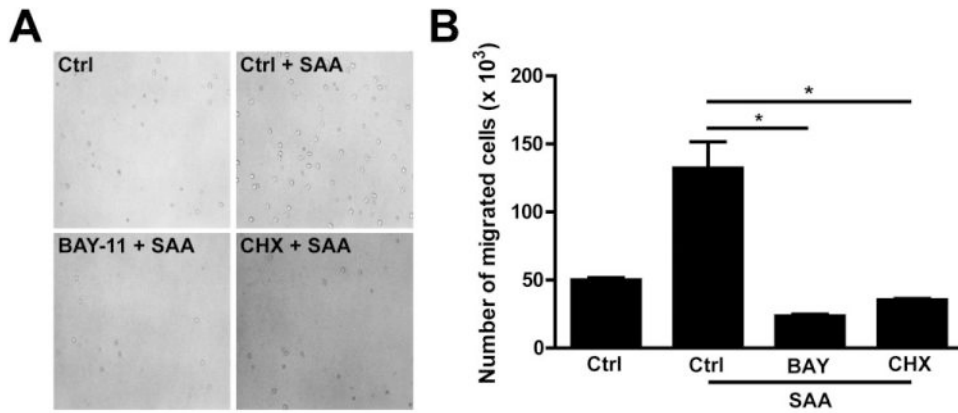 A
Ctrl
Ctrl + SAA
BAY-11 + SAA
CHX + SAA
B
Number of migrated cells (x 10³)
200
150
100
50
0
*
*
Ctrl
Ctrl
BAY
CHX
SAA